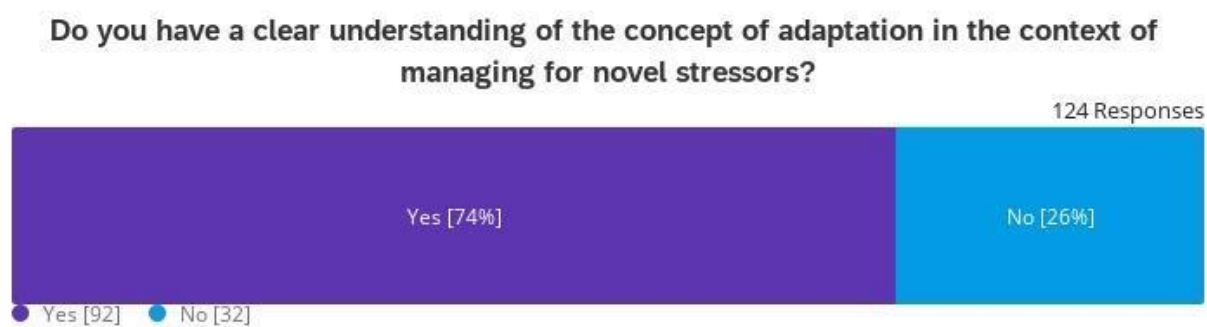 Do you have a clear understanding of the concept of adaptation in the context of
managing for novel stressors?
124 Responses
Yes [74%] No [26%]
Yes [92] No [32]